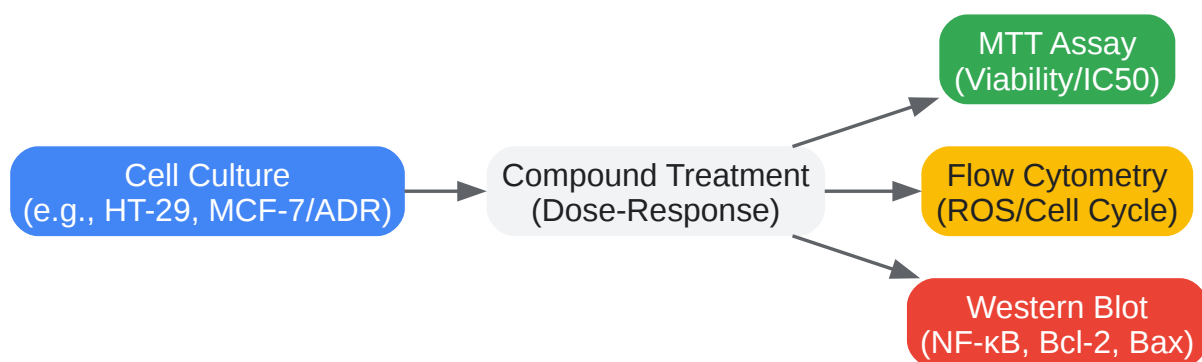 Cell Culture
(e.g., HT-29, MCF-7/ADR)
Compound Treatment
(Dose-Response)
MTT Assay
(Viability/IC50)
Flow Cytometry
(ROS/Cell Cycle)
Western Blot
(NF-κB, Bcl-2, Bax)